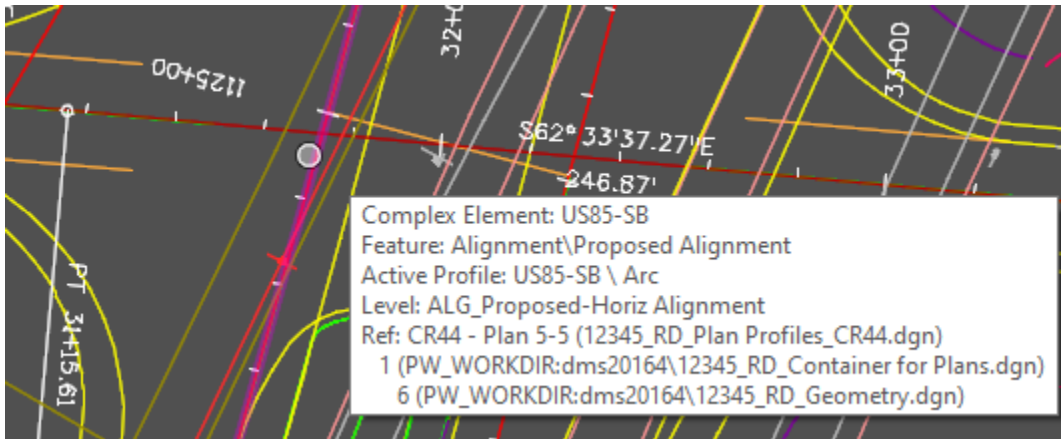 32+0
33+00
1125+00
S62° 33'37.27"E
246.87'
PT 31+15.61
Complex Element: US85-SB
Feature: Alignment\Proposed Alignment
Active Profile: US85-SB \ Arc
Level: ALG_Proposed-Horiz Alignment
Ref: CR44 - Plan 5-5 (12345_RD_Plan Profiles_CR44.dgn)
1 (PW_WORKDIR:dms20164\12345_RD_Container for Plans.dgn)
6 (PW_WORKDIR:dms20164\12345_RD_Geometry.dgn)